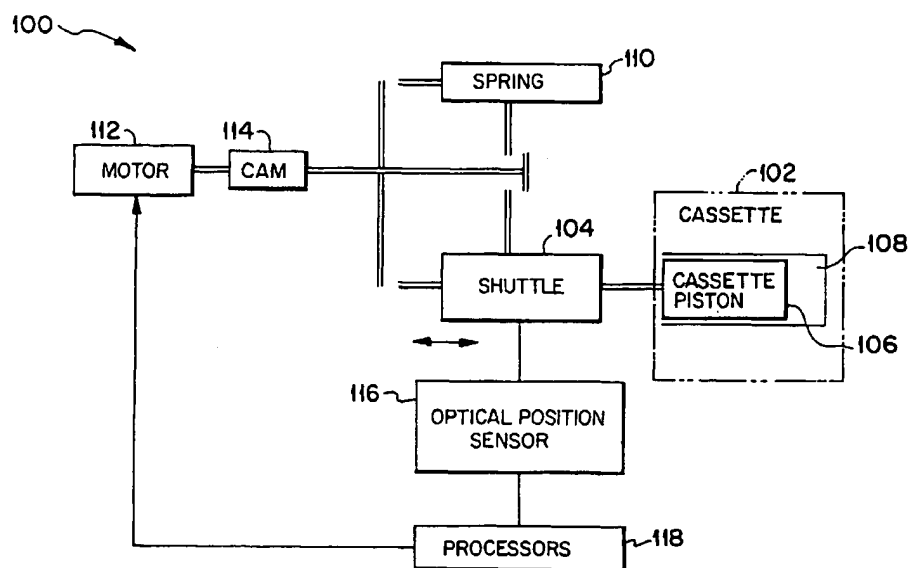 100
110
SPRING
112
MOTOR
114
CAM
102
CASSETTE
104
SHUTTLE
108
CASSETTE
PISTON
106
116
OPTICAL POSITION
SENSOR
PROCESSORS
118